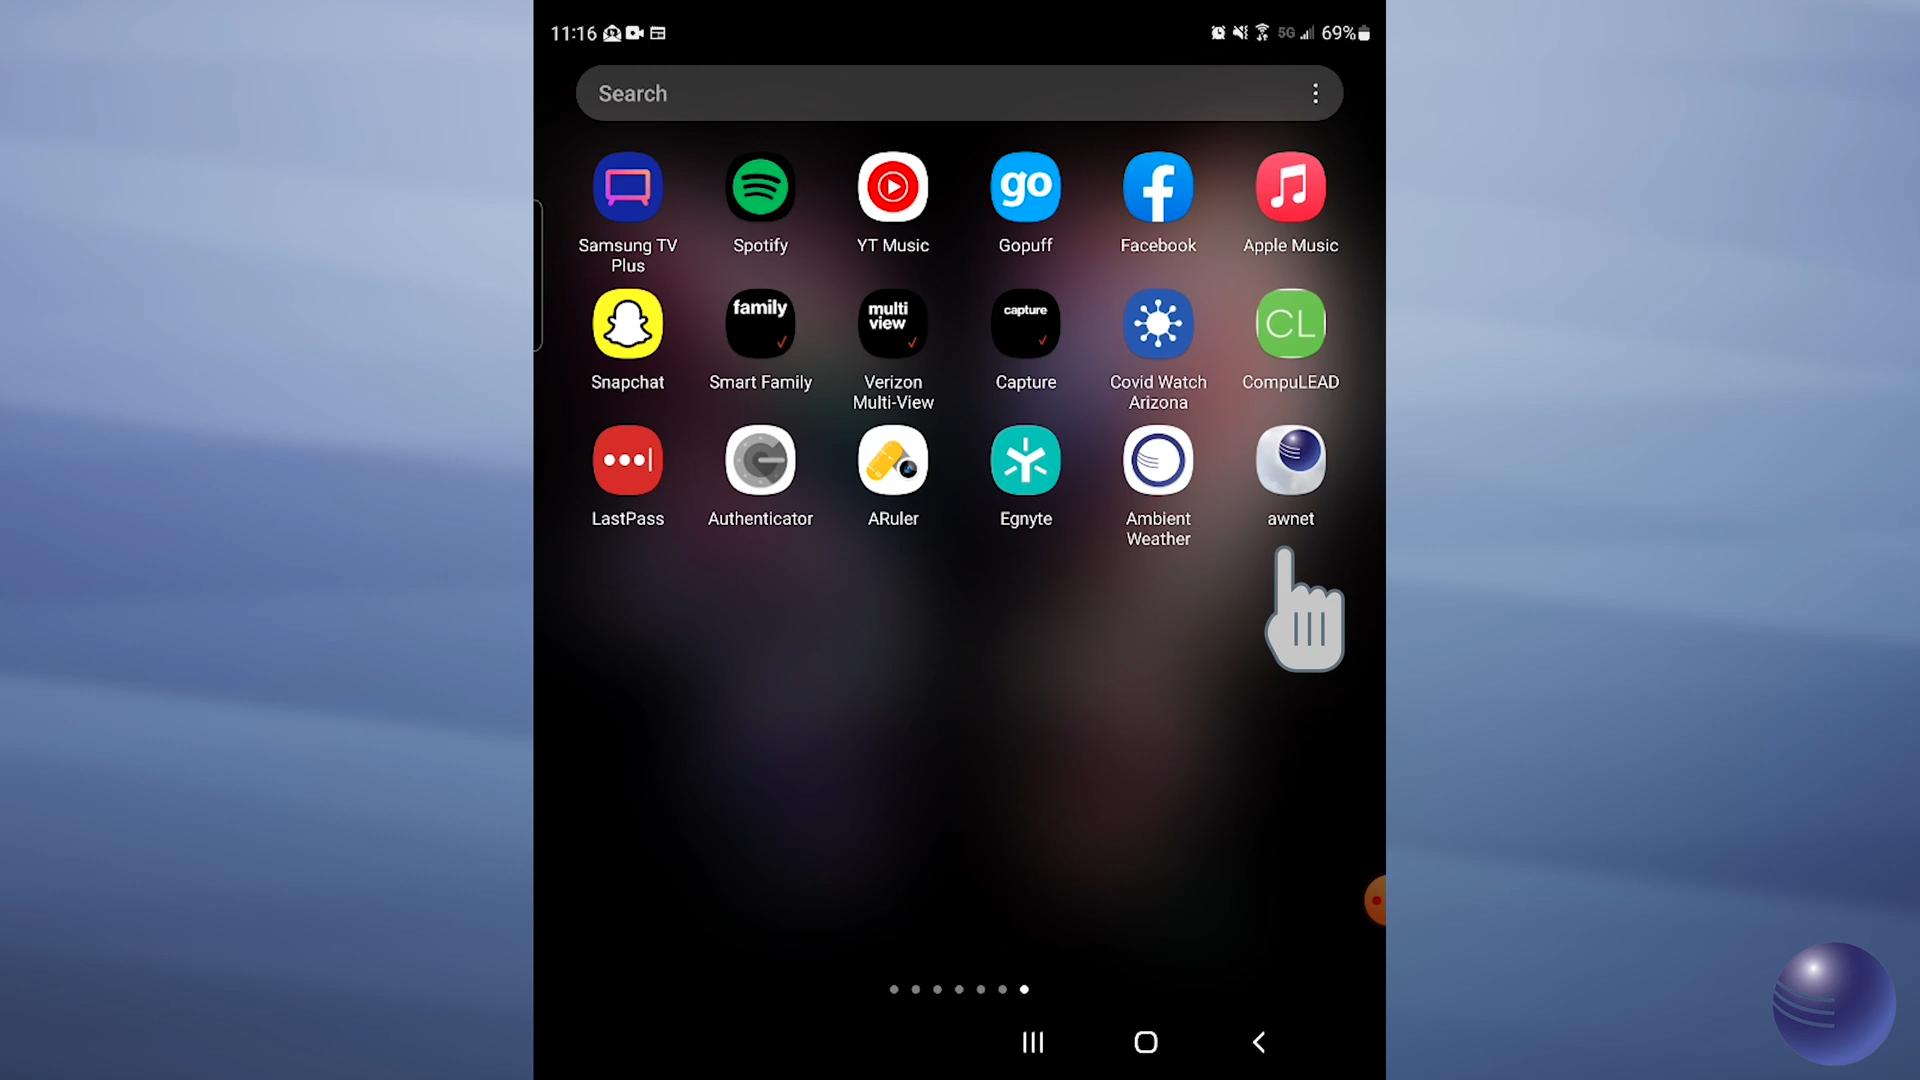 11:16
5G
69%
Search
go
Samsung TV
Plus
Spotify
YT Music
Gopuff
Facebook
Apple Music
family
multi
view
capture
CL
Snapchat
Smart Family
Verizon
Multi-View
Capture
Covid Watch
Arizona
CompuLEAD
LastPass
Authenticator
ARuler
Egnyte
Ambient
Weather
awnet